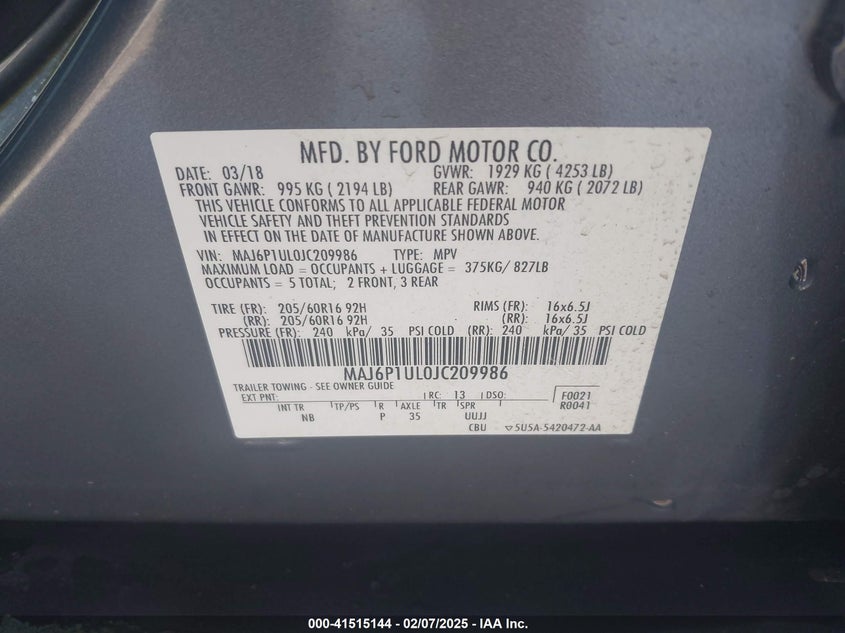 MFD. BY FORD MOTOR CO.
DATE: 03/18 GVWR: 1929 KG ( 4253 LB)
FRONT GAWR: 995 KG ( 2194 LB) REAR GAWR: 940 KG ( 2072 LB)
THIS VEHICLE CONFORMS TO ALL APPLICABLE FEDERAL MOTOR
VEHICLE SAFETY AND THEFT PREVENTION STANDARDS
IN EFFECT ON THE DATE OF MANUFACTURE SHOWN ABOVE.
VIN: MAJ6P1UL0JC209986 TYPE: MPV
MAXIMUM LOAD = OCCUPANTS + LUGGAGE = 375KG/ 827LB
OCCUPANTS = 5 TOTAL; 2 FRONT, 3 REAR
TIRE (FR): 205/60R16 92H RIMS (FR): 16x6.5J
(RR): 205/60R16 92H (RR): 16x6.5J
PRESSURE (FR): 240 kPa/ 35 PSI COLD (RR): 240 kPa/ 35 PSI COLD
MAJ6P1UL0JC209986
TRAILER TOWING - SEE OWNER GUIDE
EXT PNT: RC: 13 DSO: F0021
INT TR TP/PS R AXLE TR SPR R0041
NB P 35 UUJJ
CBU 5U5A-5420472-AA
000-41515144 - 02/07/2025 - IAA Inc.